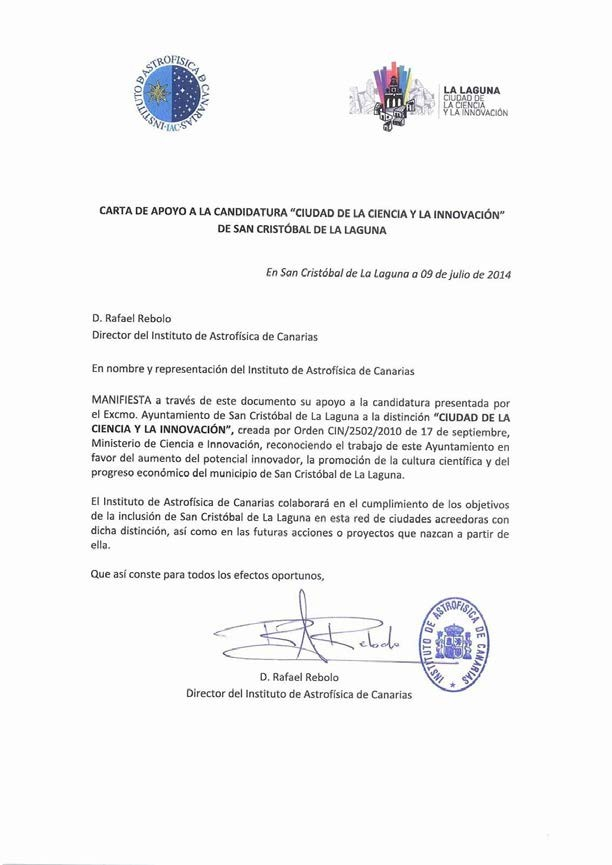 INSTITUTO D ASTROFISICA D CANARIAS
·IAC·
LA LAGUNA
CIUDAD DE
LA CIENCIA
Y LA INNOVACIÓN
CARTA DE APOYO A LA CANDIDATURA “CIUDAD DE LA CIENCIA Y LA INNOVACIÓN”
DE SAN CRISTÓBAL DE LA LAGUNA
En San Cristóbal de La Laguna a 09 de julio de 2014
D. Rafael Rebolo
Director del Instituto de Astrofísica de Canarias
En nombre y representación del Instituto de Astrofísica de Canarias
MANIFIESTA a través de este documento su apoyo a la candidatura presentada por
el Excmo. Ayuntamiento de San Cristóbal de La Laguna a la distinción “CIUDAD DE LA
CIENCIA Y LA INNOVACIÓN”, creada por Orden CIN/2502/2010 de 17 de septiembre,
Ministerio de Ciencia e Innovación, reconociendo el trabajo de este Ayuntamiento en
favor del aumento del potencial innovador, la promoción de la cultura científica y del
progreso económico del municipio de San Cristóbal de La Laguna.
El Instituto de Astrofísica de Canarias colaborará en el cumplimiento de los objetivos
de la inclusión de San Cristóbal de La Laguna en esta red de ciudades acreedoras con
dicha distinción, así como en las futuras acciones o proyectos que nazcan a partir de
ella.
Que así conste para todos los efectos oportunos,
Rebolo
INSTITUTO DE ASTROFISICA DE CANARIAS
D. Rafael Rebolo
Director del Instituto de Astrofísica de Canarias